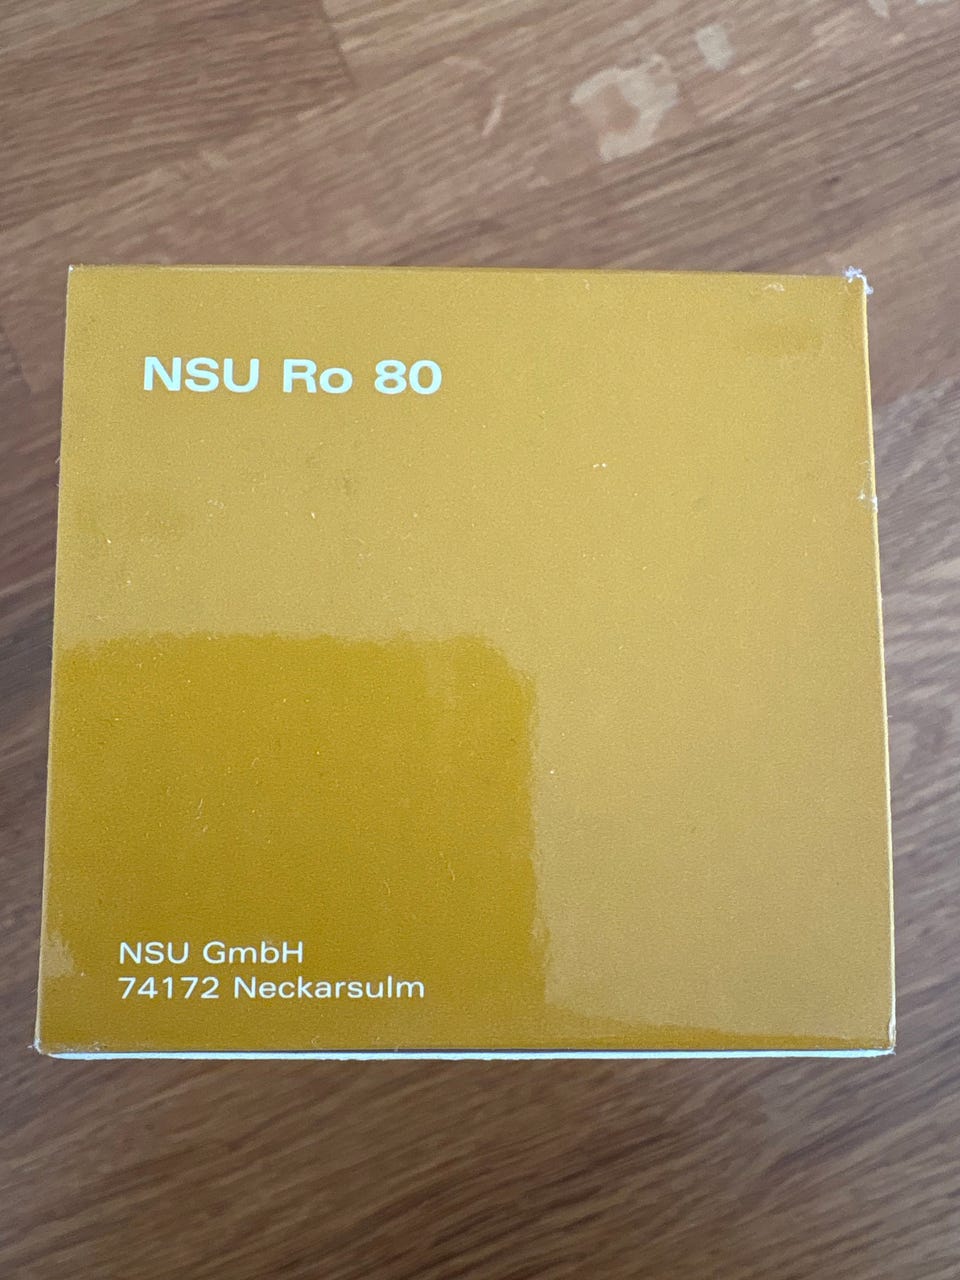 NSU Ro 80
NSU GmbH
74172 Neckarsulm